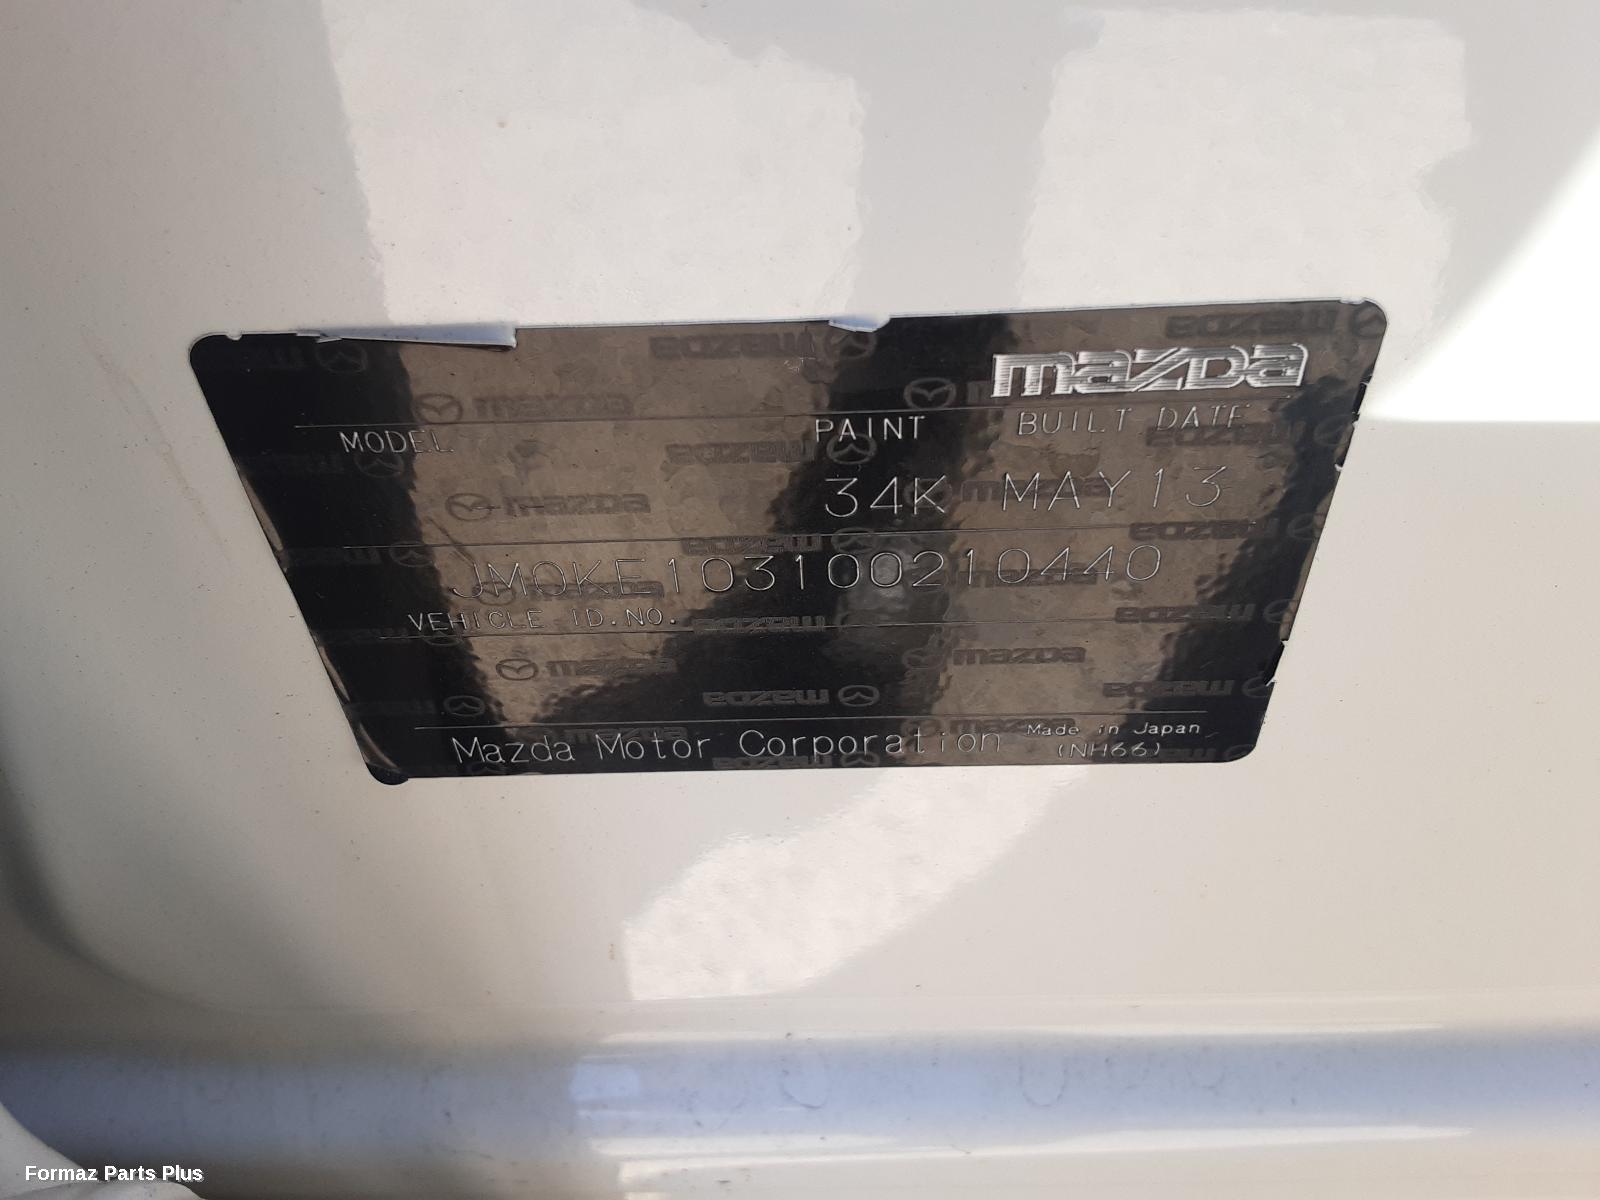 mazda
MODEL PAINT BUILT DATE
34K MAY13
JM0KE103100210440
VEHICLE ID.NO.
Mazda Motor Corporation Made in Japan
(NH66)
Formaz Parts Plus